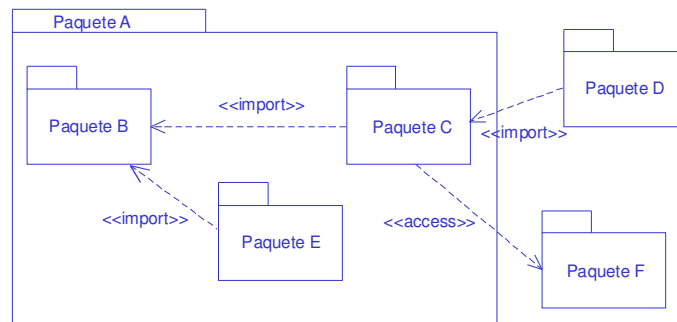 Paquete A
Paquete D
<<import>>
Paquete B
Paquete C
<<import>>
<<import>>
<<access>>
Paquete E
Paquete F